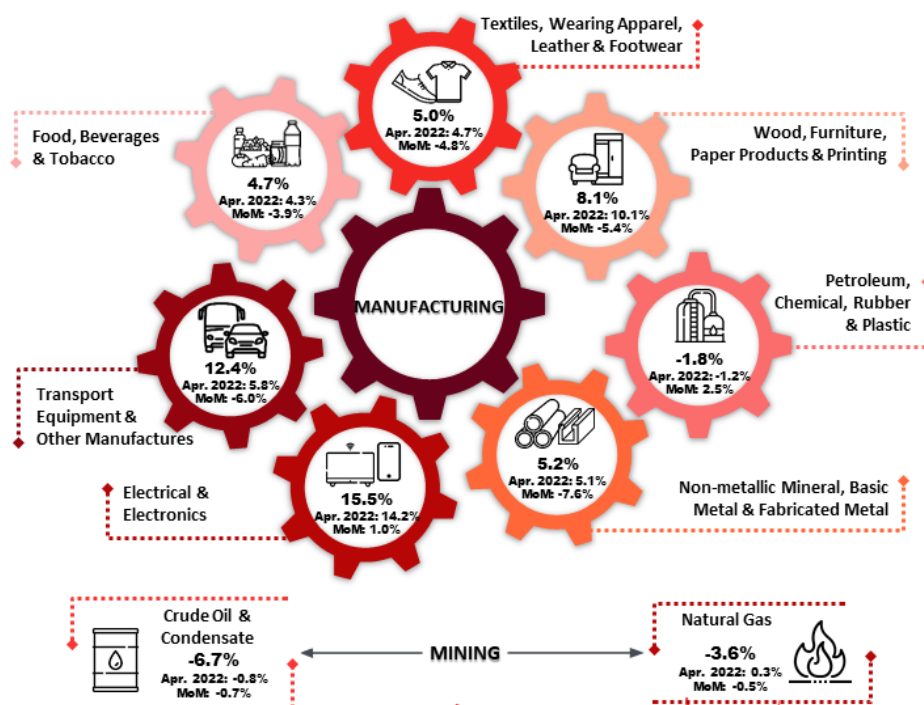 Textiles, Wearing Apparel,
Leather & Footwear
5.0%
Apr. 2022: 4.7%
MoM: -4.8%
Food, Beverages
& Tobacco
4.7%
Apr. 2022: 4.3%
MoM: -3.9%
Wood, Furniture,
Paper Products & Printing
8.1%
Apr. 2022: 10.1%
MoM: -5.4%
MANUFACTURING
Petroleum,
Chemical, Rubber
& Plastic
-1.8%
Apr. 2022: -1.2%
MoM: 2.5%
12.4%
Apr. 2022: 5.8%
MoM: -6.0%
Transport
Equipment &
Other Manufactures
5.2%
Apr. 2022: 5.1%
MoM: -7.6%
Non-metallic Mineral, Basic
Metal & Fabricated Metal
Electrical &
Electronics
15.5%
Apr. 2022: 14.2%
MoM: 1.0%
Crude Oil &
Condensate
-6.7%
Apr. 2022: -0.8%
MoM: -0.7%
MINING
Natural Gas
-3.6%
Apr. 2022: 0.3%
MoM: -0.5%